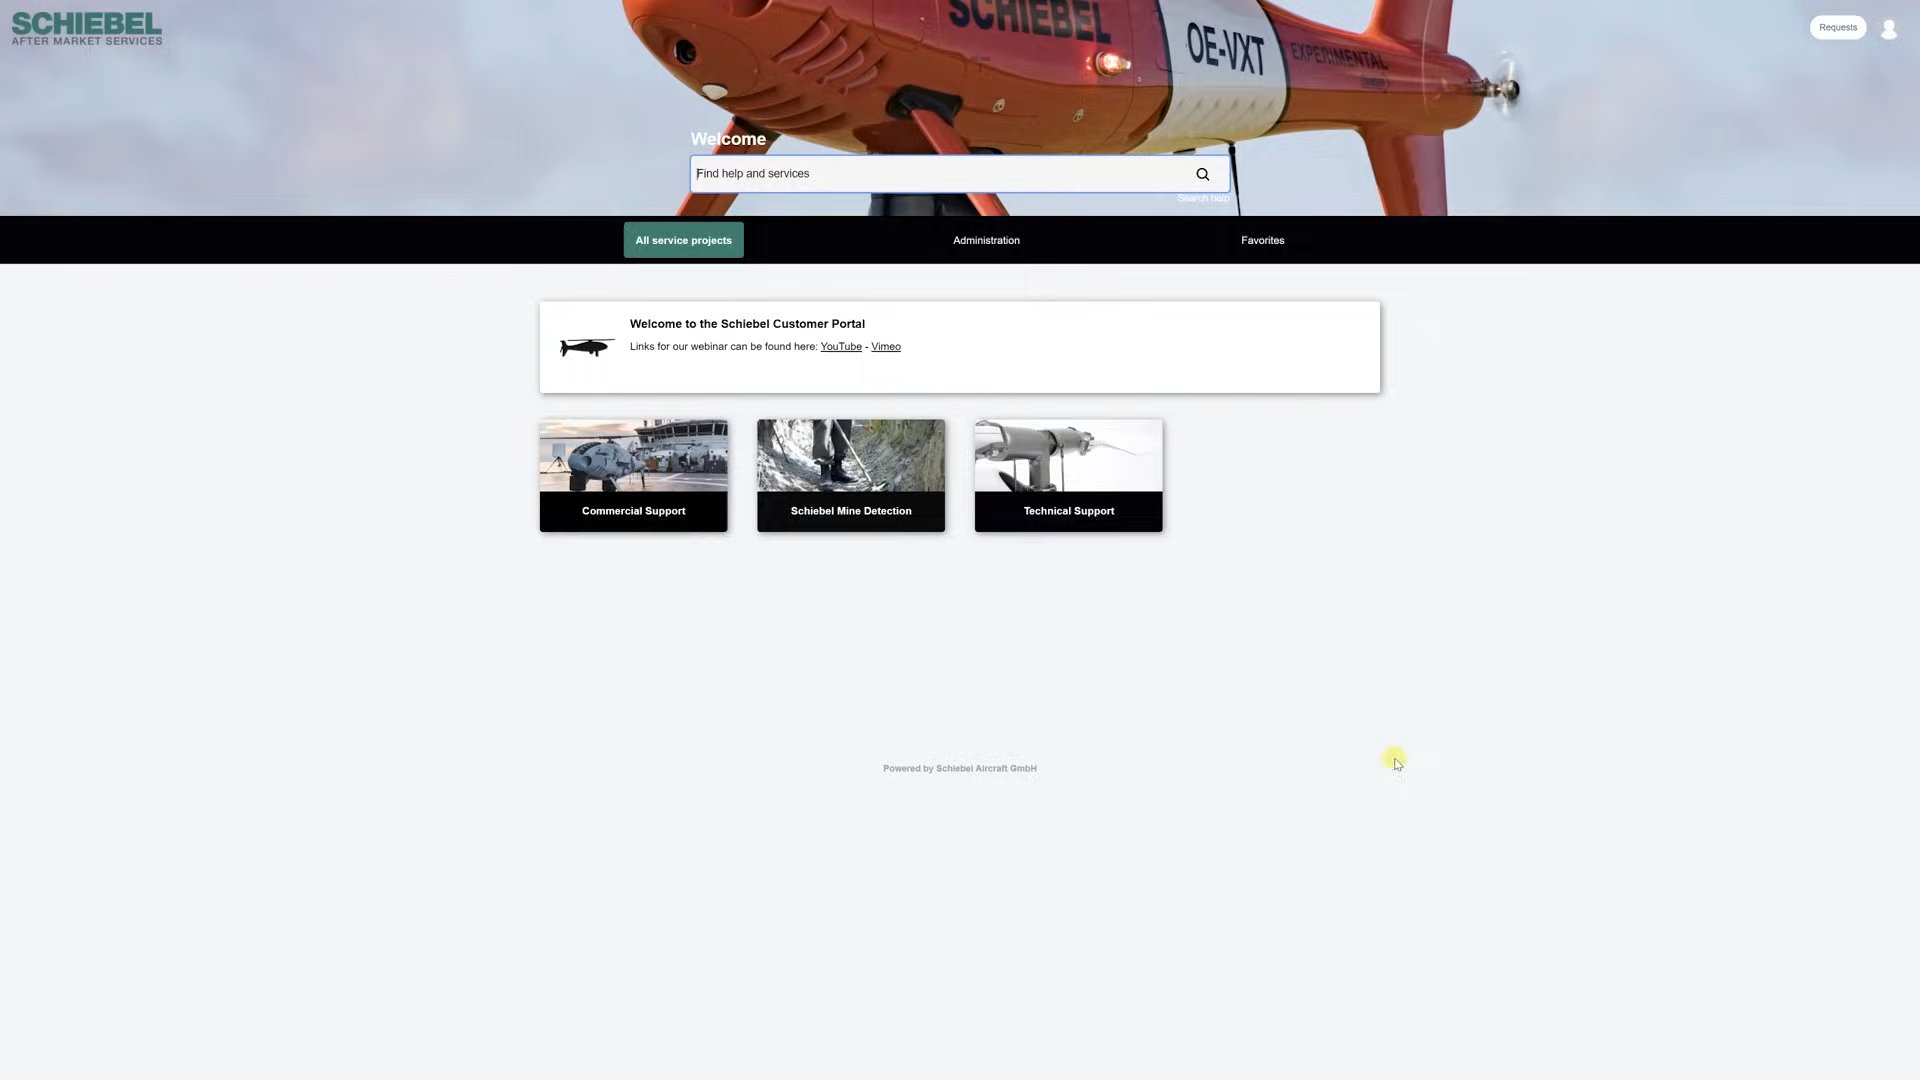 SCHIEBEL
AFTER MARKET SERVICES
SCHIEBEL
OE-VXT
EXPERIMENTAL
Requests
Welcome
Find help and services
Search help
All service projects
Administration
Favorites
Welcome to the Schiebel Customer Portal
Links for our webinar can be found here: YouTube - Vimeo
Commercial Support
Schiebel Mine Detection
Technical Support
Powered by Schiebel Aircraft GmbH